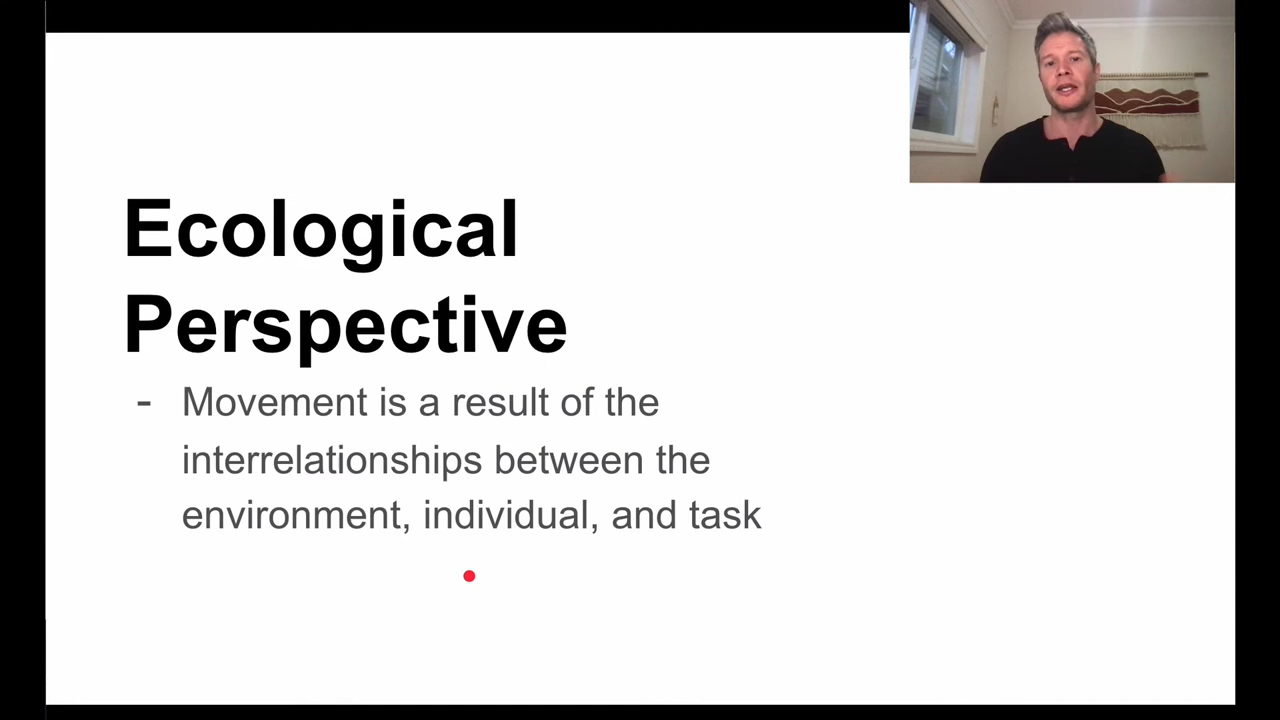 Ecological
Perspective
- Movement is a result of the
interrelationships between the
environment, individual, and task